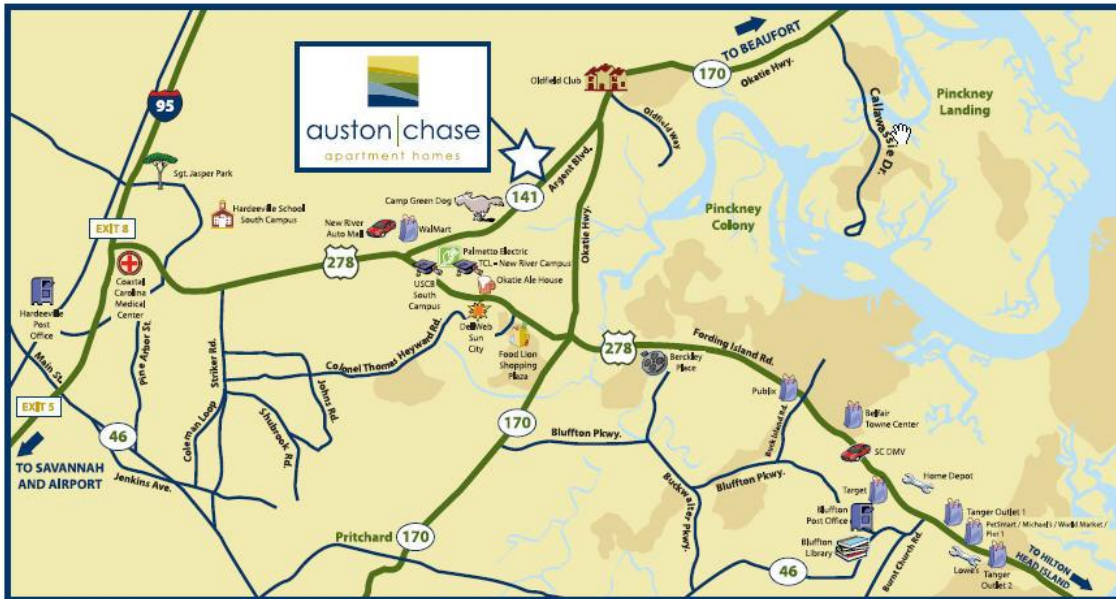 TO BEAUFORT
170
Okatie Hwy.
Oldfield Club
Oldfield Way
Callawassie Dr.
Pinckney
Landing
Pinckney
Colony
95
auston|chase
apartment homes
Sgt. Jasper Park
141
Argent Blvd.
Okatie Hwy.
Camp Green Dog
Hardeeville School
South Campus
New River
Auto Mall
WalMart
EXIT 8
278
Palmetto Electric
TCL - New River Campus
USCB
South
Campus
Okatie Ale House
Coastal
Carolina
Medical
Center
Hardeeville
Post
Office
Del Web
Sun
City
Food Lion
Shopping
Plaza
278
Fording Island Rd.
Berckley
Place
Main St.
Pine Arbor St.
Striker Rd.
Colonel Thomas Heyward Rd.
Johns Rd.
Coleman Loop
Shubrook Rd.
Publix
Buck Island Rd.
Belfair
Towne Center
EXIT 5
46
TO SAVANNAH
AND AIRPORT
Jenkins Ave.
170
Bluffton Pkwy.
Buckwalter Pkwy.
Bluffton Pkwy.
SC DMV
Home Depot
Target
Bluffton
Post Office
Tanger Outlet 1
PetSmart / Michael's / World Market /
Pier 1
Pritchard
170
Bluffton
Library
46
Burnt Church Rd.
Lowe's
Tanger
Outlet 2
TO HILTON
HEAD ISLAND